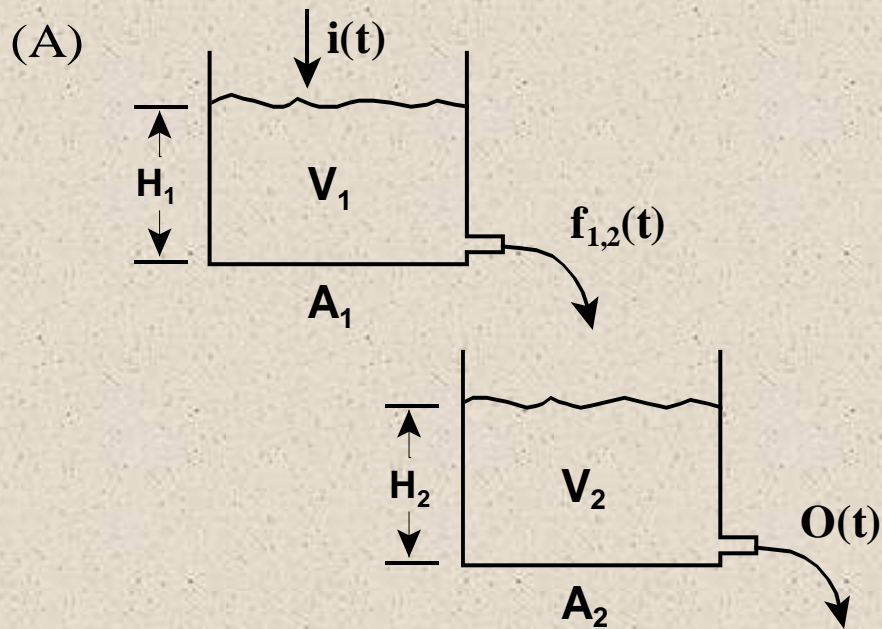 (A)
i(t)
H₁
V₁
f₁,₂(t)
A₁
H₂
V₂
O(t)
A₂